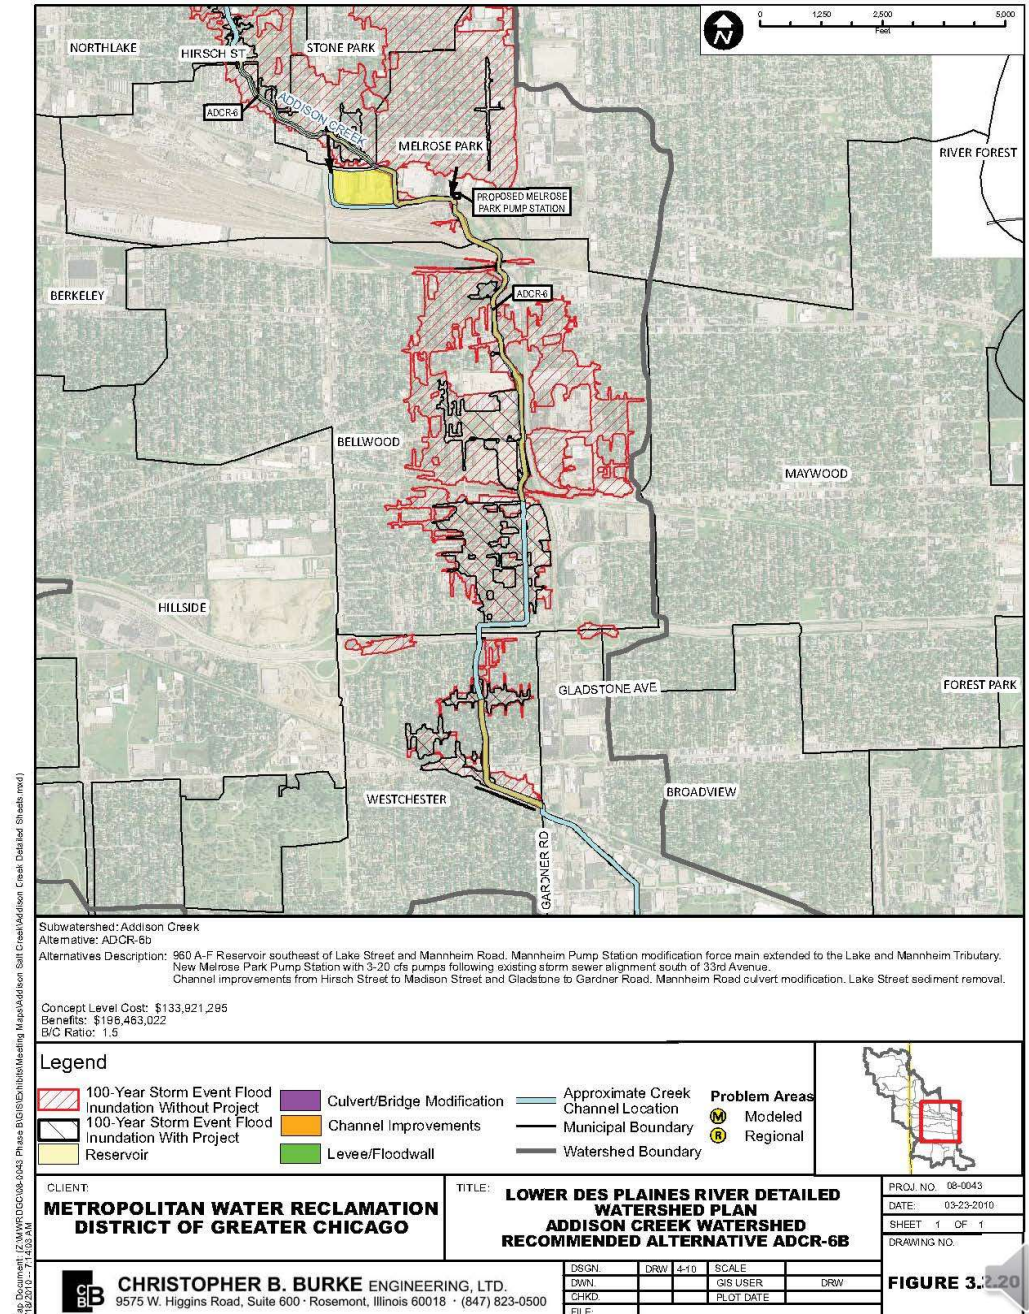 0 1,250 2,500 5,000
Feet
N
NORTHLAKE
HIRSCH ST
STONE PARK
ADCR-6
ADDISON CREEK
MELROSE PARK
RIVER FOREST
PROPOSED MELROSE
PARK PUMP STATION
BERKELEY
ADCR-6
BELLWOOD
MAYWOOD
HILLSIDE
GLADSTONE AVE
FOREST PARK
WESTCHESTER
BROADVIEW
GARDNER RD
Subwatershed: Addison Creek
Alternative: ADCR-6b
Alternatives Description: 960 A-F Reservoir southeast of Lake Street and Mannheim Road. Mannheim Pump Station modification force main extended to the Lake and Mannheim Tributary.
New Melrose Park Pump Station with 3-20 cfs pumps following existing storm sewer alignment south of 33rd Avenue.
Channel improvements from Hirsch Street to Madison Street and Gladstone to Gardner Road. Mannheim Road culvert modification. Lake Street sediment removal.
Concept Level Cost: $133,921,295
Benefits: $196,463,022
B/C Ratio: 1.5
Legend
100-Year Storm Event Flood
Inundation Without Project
100-Year Storm Event Flood
Inundation With Project
Reservoir
Culvert/Bridge Modification
Channel Improvements
Levee/Floodwall
Approximate Creek
Channel Location
Municipal Boundary
Watershed Boundary
Problem Areas
M Modeled
R Regional
CLIENT:
METROPOLITAN WATER RECLAMATION
DISTRICT OF GREATER CHICAGO
TITLE:
LOWER DES PLAINES RIVER DETAILED
WATERSHED PLAN
ADDISON CREEK WATERSHED
RECOMMENDED ALTERNATIVE ADCR-6B
PROJ. NO. 08-0043
DATE: 03-23-2010
SHEET 1 OF 1
DRAWING NO.
FIGURE 3.2.20
CBB
CHRISTOPHER B. BURKE ENGINEERING, LTD.
9575 W. Higgins Road, Suite 600 · Rosemont, Illinois 60018 · (847) 823-0500
DSGN. DRW 4-10 SCALE
DWN. GIS USER DRW
CHKD. PLOT DATE
FILE: